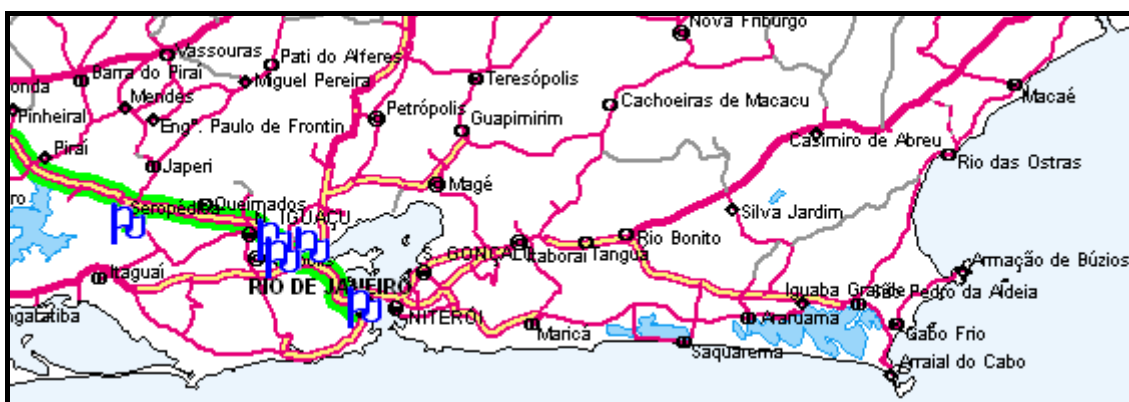 Nova Friburgo
Vassouras
Pati do Alferes
Barra do Piraí
Miguel Pereira
Teresópolis
onda
Mendes
Macaé
Cachoeiras de Macacu
Pinheiral
Petrópolis
Guapimirim
Engº. Paulo de Frontin
Casimiro de Abreu
Piraí
Japeri
Rio das Ostras
Magé
ro
Seropédica
Queimados
Silva Jardim
N. IGUAÇU
Rio Bonito
S. GONÇALO
Itaboraí
Tanguá
Itaguaí
Armação de Búzios
RIO DE JANEIRO
Iguaba Grande
São Pedro da Aldeia
ngatatiba
NITERÓI
Maricá
Araruama
Cabo Frio
Saquarema
Arraial do Cabo